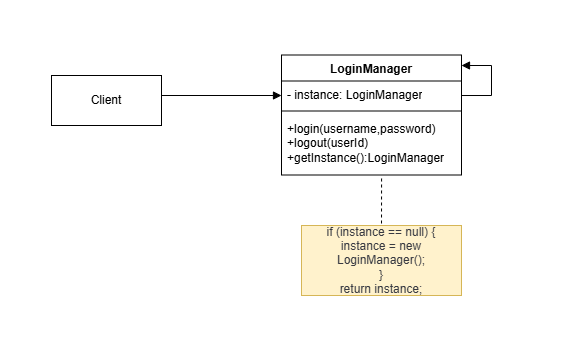 LoginManager
Client
- instance: LoginManager
+login(username,password)
+logout(userId)
+getInstance():LoginManager
if (instance == null) {
instance = new
LoginManager();
}
return instance;